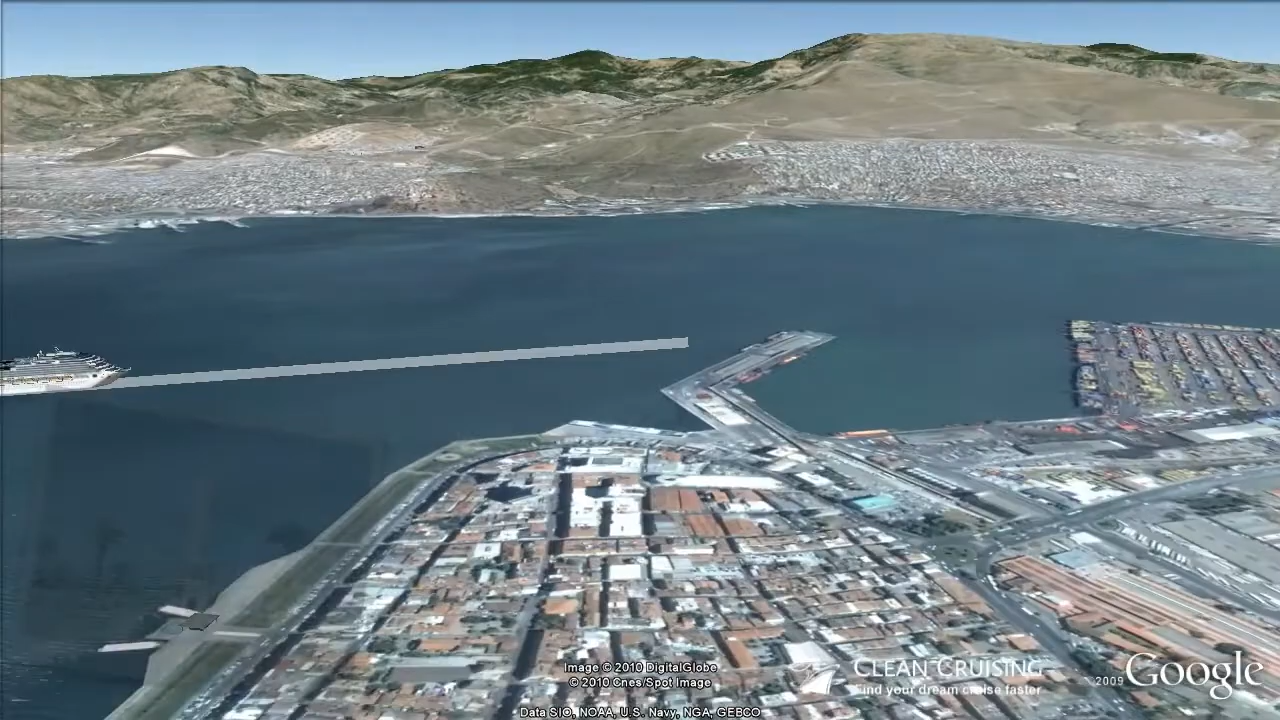 Image © 2010 DigitalGlobe
© 2010 Cnes/Spot Image
CLEAN CRUISING
Find your dream cruise faster
2009 Google
Data SIO, NOAA, U.S. Navy, NGA, GEBCO